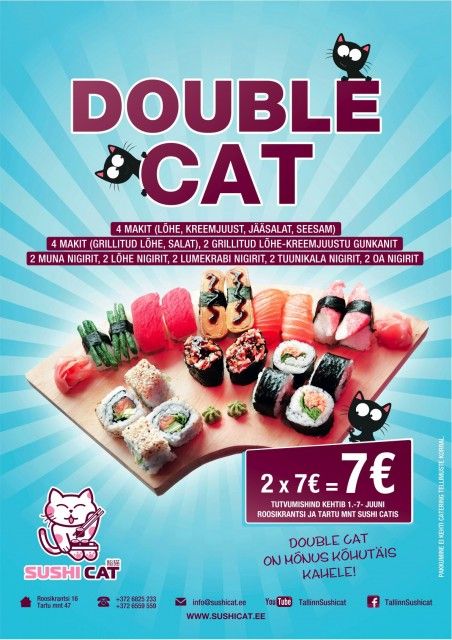 DOUBLE
CAT
4 MAKIT (LÕHE, KREEMJUUST, JÄÄSALAT, SEESAM)
4 MAKIT (GRILLITUD LÕHE, SALAT), 2 GRILLITUD LÕHE-KREEMJUUSTU GUNKANIT
2 MUNA NIGIRIT, 2 LÕHE NIGIRIT, 2 LUMEKRABI NIGIRIT, 2 TUUNIKALA NIGIRIT, 2 OA NIGIRIT
2 x 7€ = 7€
TUTVUMISHIND KEHTIB 1.-7- JUUNI
ROOSIKRANTSI JA TARTU MNT SUSHI CATIS
PAKKUMINE EI KEHTI CATERING TELLIMUSTE KORRAL
DOUBLE CAT
ON MÕNUS KÕHUTÄIS
KAHELE!
SUSHI CAT
Roosikrantsi 16
Tartu mnt 47
+372 6825 233
+372 6559 559
info@sushicat.ee
YouTube TallinnSushicat
f TallinnSushicat
WWW.SUSHICAT.EE